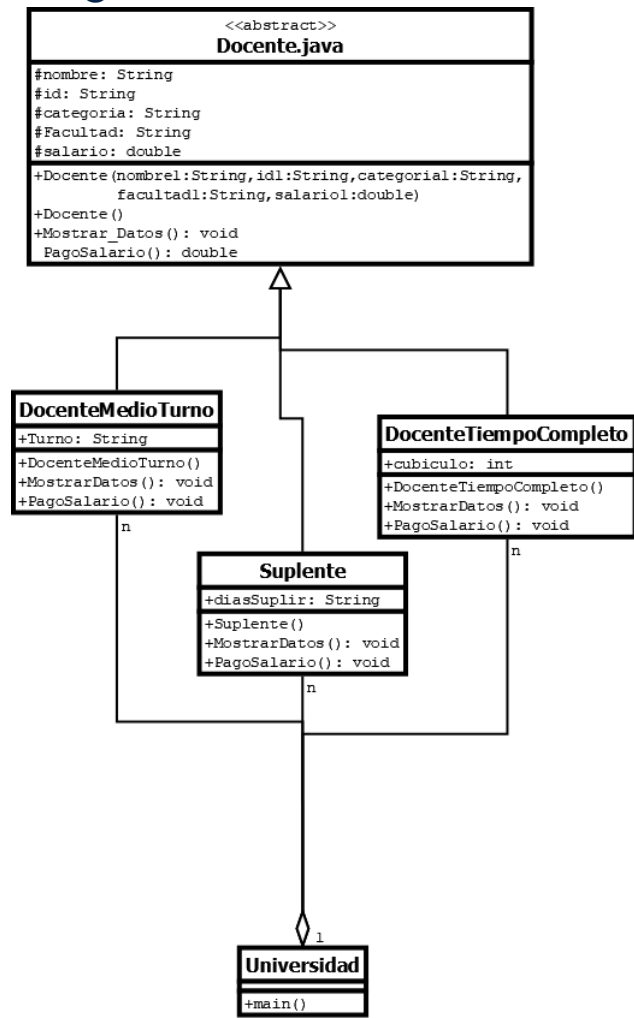 <<abstract>>
Docente.java
#nombre: String
#id: String
#categoria: String
#Facultad: String
#salario: double
+Docente(nombre1:String,id1:String,categoria1:String,
facultad1:String,salario1:double)
+Docente()
+Mostrar_Datos(): void
PagoSalario(): double
DocenteMedioTurno
+Turno: String
+DocenteMedioTurno()
+MostrarDatos(): void
+PagoSalario(): void
n
DocenteTiempoCompleto
+cubiculo: int
+DocenteTiempoCompleto()
+MostrarDatos(): void
+PagoSalario(): void
n
Suplente
+diasSuplir: String
+Suplente()
+MostrarDatos(): void
+PagoSalario(): void
n
1
Universidad
+main()